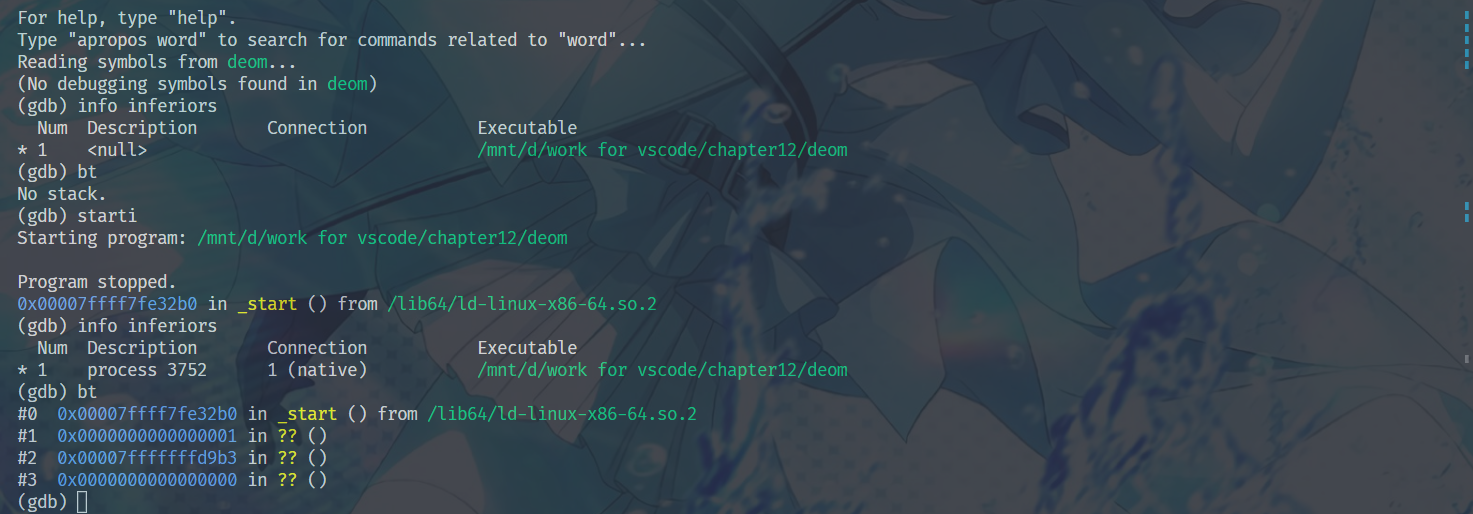 For help, type "help".
Type "apropos word" to search for commands related to "word"...
Reading symbols from deom...
(No debugging symbols found in deom)
(gdb) info inferiors
  Num  Description       Connection           Executable
* 1    <null>                                 /mnt/d/work for vscode/chapter12/deom
(gdb) bt
No stack.
(gdb) starti
Starting program: /mnt/d/work for vscode/chapter12/deom

Program stopped.
0x00007ffff7fe32b0 in _start () from /lib64/ld-linux-x86-64.so.2
(gdb) info inferiors
  Num  Description       Connection           Executable
* 1    process 3752      1 (native)           /mnt/d/work for vscode/chapter12/deom
(gdb) bt
#0  0x00007ffff7fe32b0 in _start () from /lib64/ld-linux-x86-64.so.2
#1  0x0000000000000001 in ?? ()
#2  0x00007fffffffd9b3 in ?? ()
#3  0x0000000000000000 in ?? ()
(gdb)